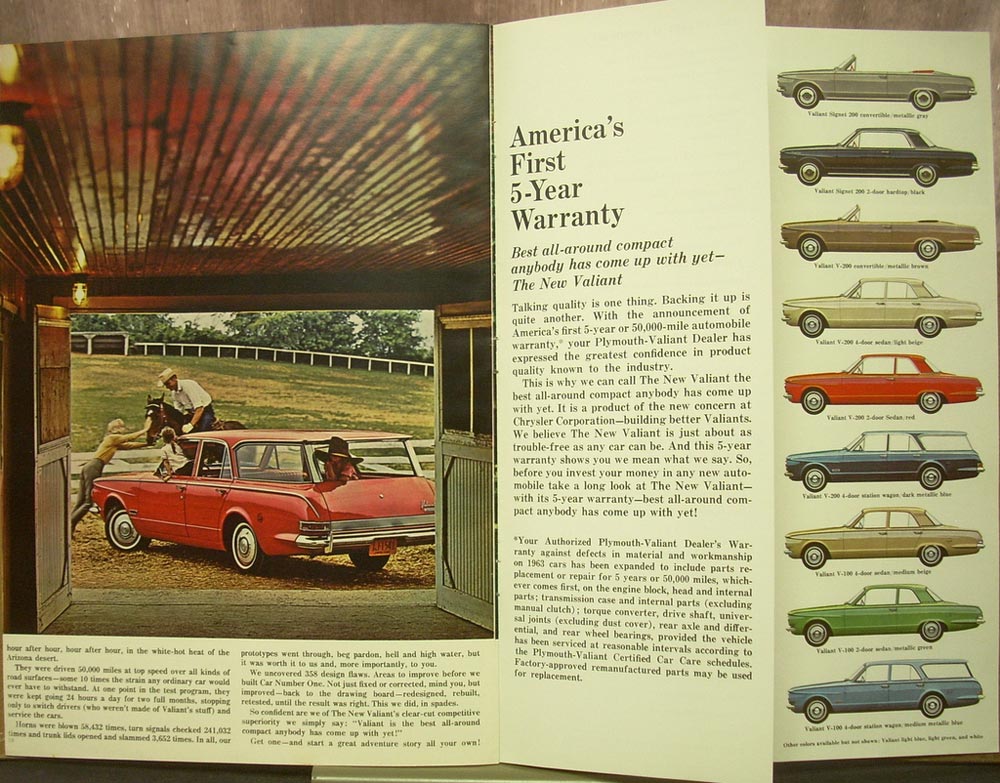 hour after hour, hour after hour, in the white-hot heat of the
Arizona desert.
They were driven 50,000 miles at top speed over all kinds of
road surfaces—some 10 times the strain any ordinary car would
ever have to withstand. At one point in the test program, they
were kept going 24 hours a day for two full months, stopping
only to switch drivers (who weren't made of Valiant's stuff) and
service the cars.
Horns were blown 58,432 times, turn signals checked 241,032
times and trunk lids opened and slammed 3,652 times. In all, our
prototypes went through, beg pardon, hell and high water, but
it was worth it to us and, more importantly, to you.
We uncovered 358 design flaws. Areas to improve before we
built Car Number One. Not just fixed or corrected, mind you, but
improved—back to the drawing board—redesigned, rebuilt,
retested, until the result was right. This we did, in spades.
So confident are we of The New Valiant's clear-cut competitive
superiority we simply say: "Valiant is the best all-around
compact anybody has come up with yet!"
Get one—and start a great adventure story all your own!
America's
First
5-Year
Warranty
Best all-around compact
anybody has come up with yet—
The New Valiant
Talking quality is one thing. Backing it up is
quite another. With the announcement of
America's first 5-year or 50,000-mile automobile
warranty,* your Plymouth-Valiant Dealer has
expressed the greatest confidence in product
quality known to the industry.
This is why we can call The New Valiant the
best all-around compact anybody has come up
with yet. It is a product of the new concern at
Chrysler Corporation—building better Valiants.
We believe The New Valiant is just about as
trouble-free as any car can be. And this 5-year
warranty shows you we mean what we say. So,
before you invest your money in any new auto-
mobile take a long look at The New Valiant—
with its 5-year warranty—best all-around com-
pact anybody has come up with yet!
*Your Authorized Plymouth-Valiant Dealer's War-
ranty against defects in material and workmanship
on 1963 cars has been expanded to include parts re-
placement or repair for 5 years or 50,000 miles, which-
ever comes first, on the engine block, head and internal
parts; transmission case and internal parts (excluding
manual clutch); torque converter, drive shaft, univer-
sal joints (excluding dust cover), rear axle and differ-
ential, and rear wheel bearings, provided the vehicle
has been serviced at reasonable intervals according to
the Plymouth-Valiant Certified Car Care schedules.
Factory-approved remanufactured parts may be used
for replacement.
Valiant Signet 200 convertible/metallic gray
Valiant Signet 200 2-door hardtop/black
Valiant V-200 convertible/metallic brown
Valiant V-200 4-door sedan/light beige
Valiant V-200 2-door Sedan/red
Valiant V-200 4-door station wagon/dark metallic blue
Valiant V-100 4-door sedan/medium beige
Valiant V-100 2-door sedan/metallic green
Valiant V-100 4-door station wagon/medium metallic blue
Other colors available but not shown: Valiant light blue, light green, and white